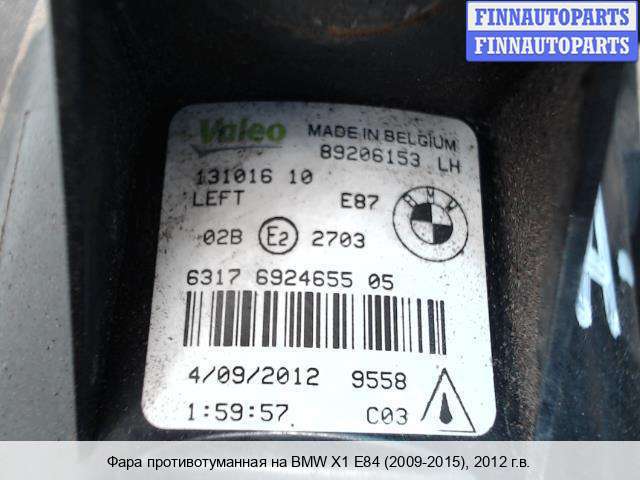 FINNAUTOPARTS
FINNAUTOPARTS
Valeo MADE IN BELGIUM
89206153 LH
131016 10
LEFT E87
02B E2 2703
6317 6924655 05
4/09/2012 9558
1:59:57 C03
A.
Фара противотуманная на BMW X1 E84 (2009-2015), 2012 г.в.